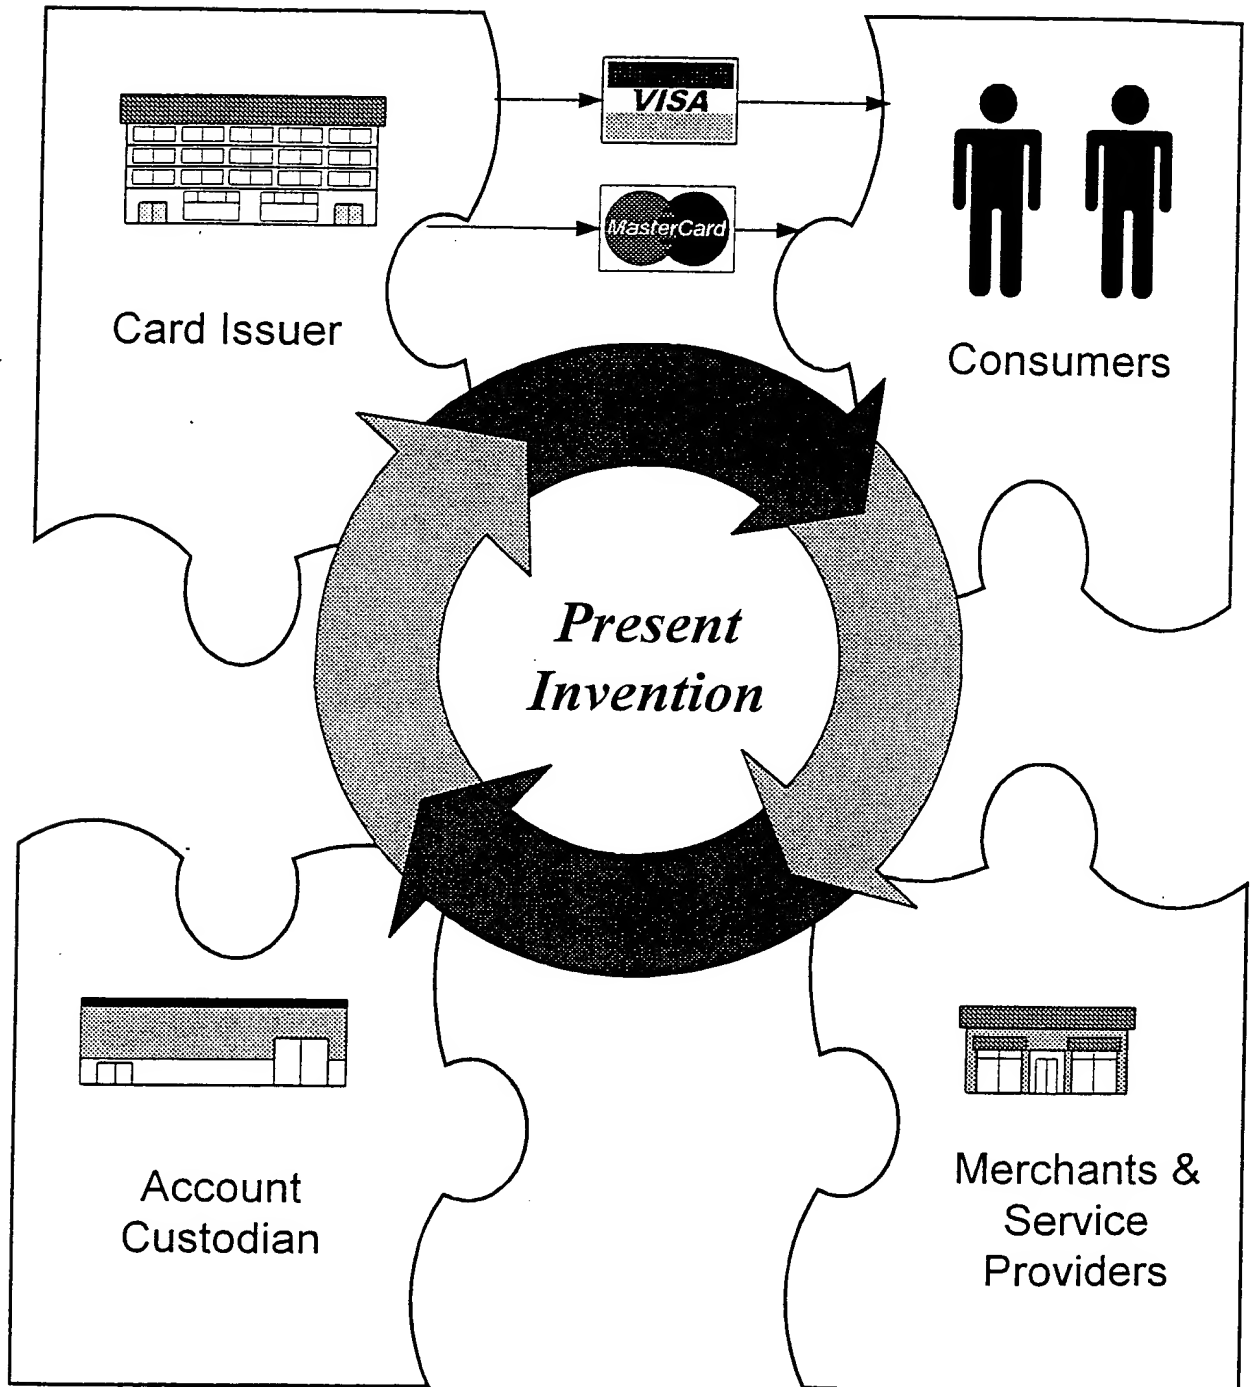 VISA
MasterCard
Card Issuer
Consumers
Present
Invention
Account
Custodian
Merchants &
Service
Providers